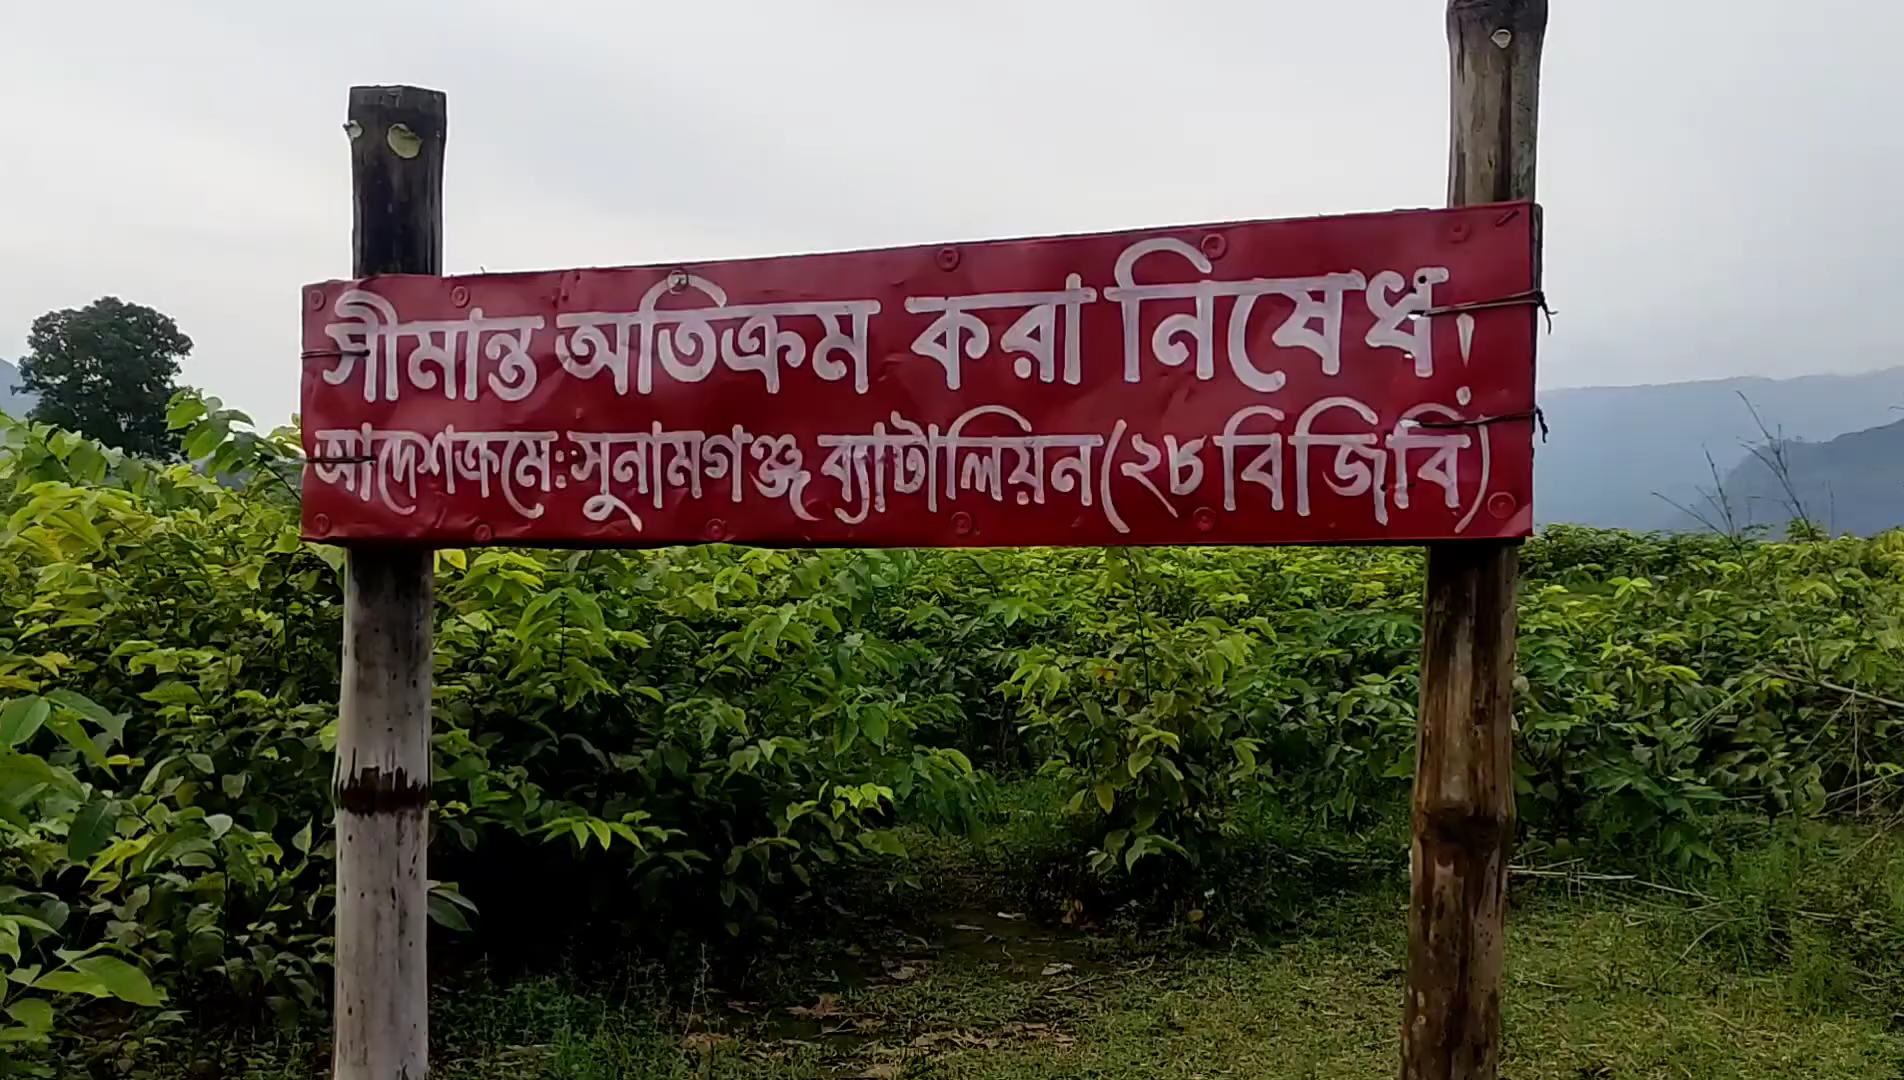 সীমান্ত অতিক্রম করা নিষেধ!
আদেশক্রমে: সুনামগঞ্জ ব্যাটালিয়ন (২৮ বিজিবি)